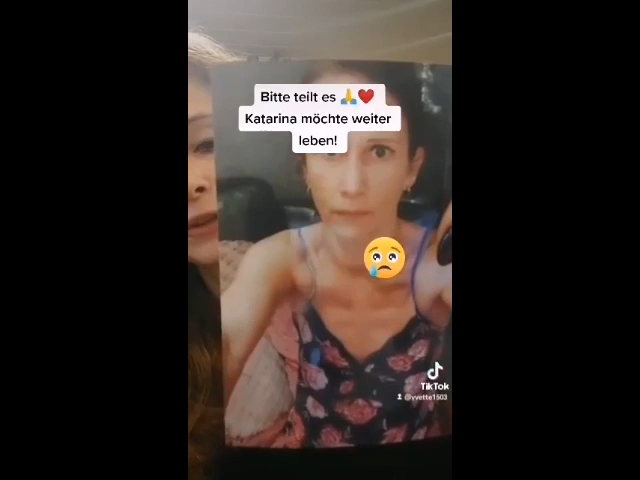 Bitte teilt es 🙏❤️
Katarina möchte weiter
leben!
TikTok
@yvette1503